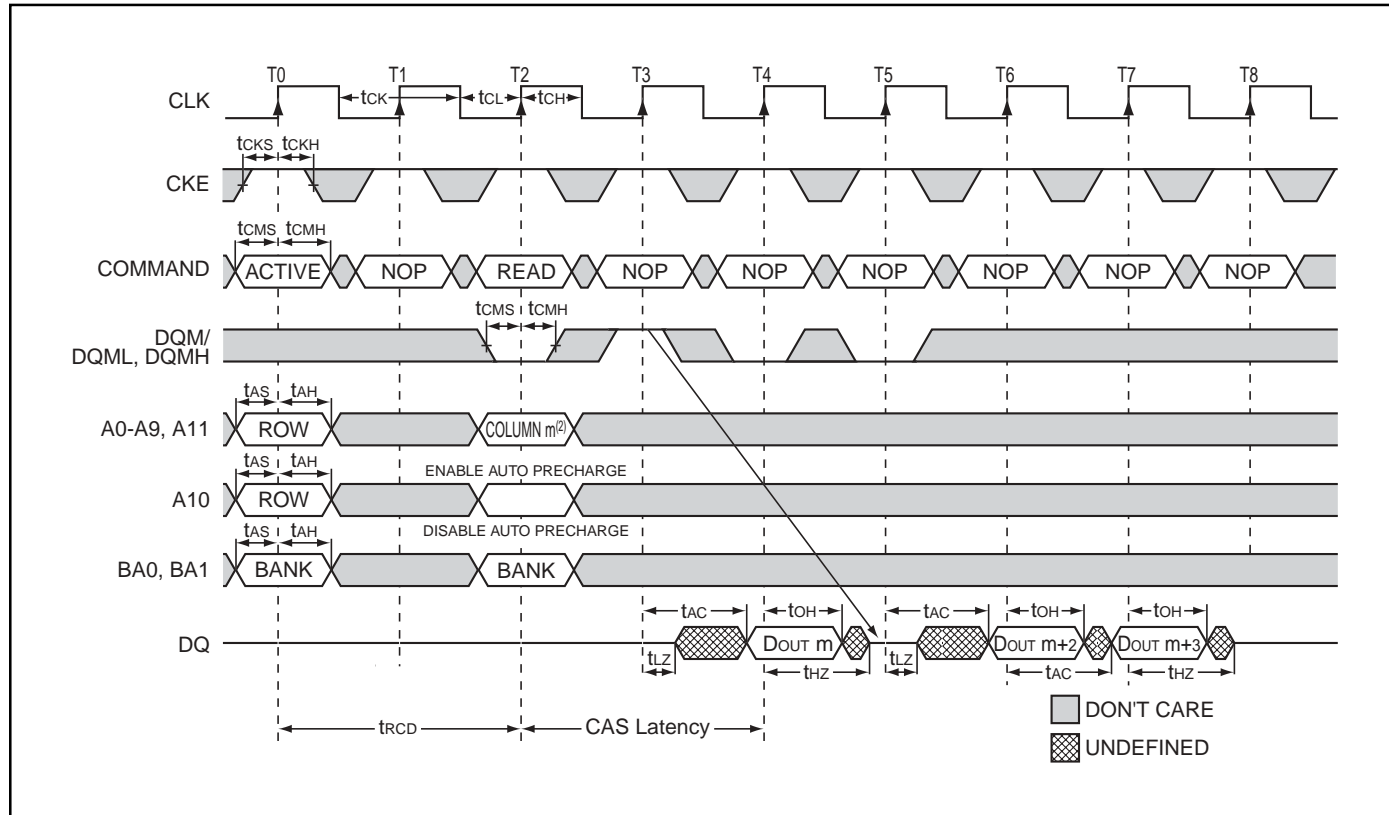 T0 T1 T2 T3 T4 T5 T6 T7 T8
CLK
tCK tCL tCH
tCKS tCKH
CKE
tCMS tCMH
COMMAND
ACTIVE NOP READ NOP NOP NOP NOP NOP NOP
tCMS tCMH
DQM/
DQML, DQMH
tAS tAH
A0-A9, A11
ROW COLUMN m(2)
tAS tAH
ENABLE AUTO PRECHARGE
A10
ROW
DISABLE AUTO PRECHARGE
tAS tAH
BA0, BA1
BANK BANK
tAC tOH tAC tOH tOH
DQ
DOUT m DOUT m+2 DOUT m+3
tLZ tHZ tLZ tAC tHZ
tRCD CAS Latency
DON'T CARE
UNDEFINED